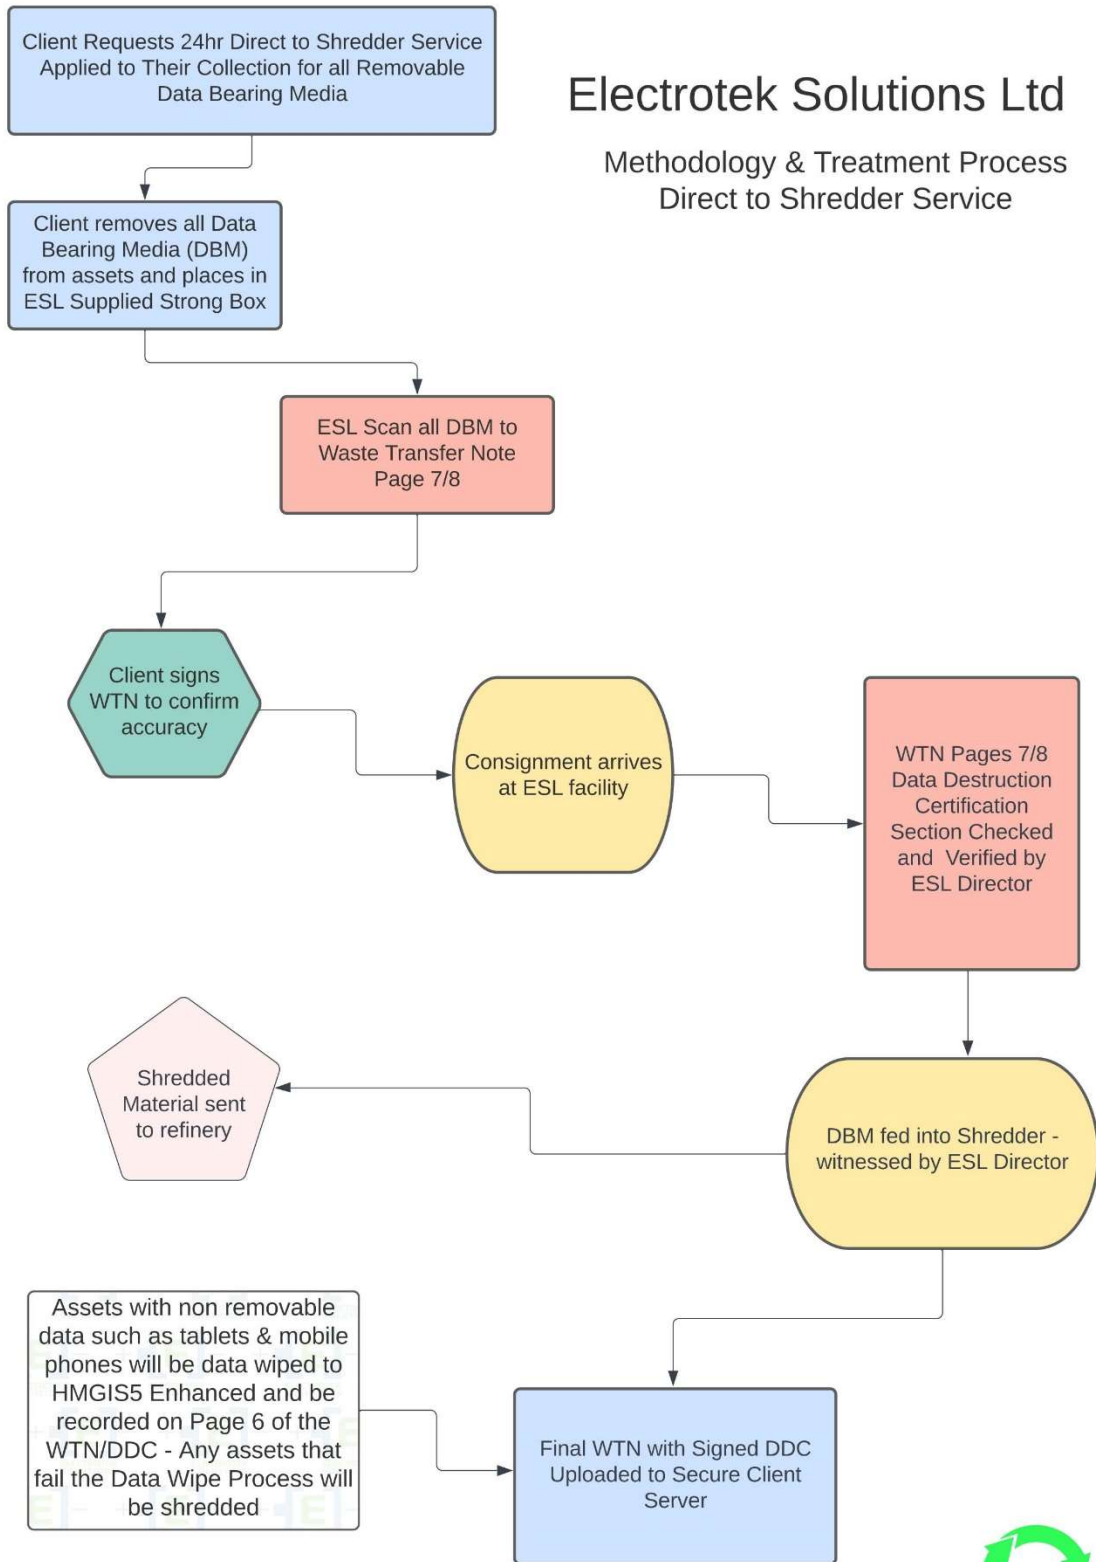 Client Requests 24hr Direct to Shredder Service
Applied to Their Collection for all Removable
Data Bearing Media
Electrotek Solutions Ltd
Methodology & Treatment Process
Direct to Shredder Service
Client removes all Data
Bearing Media (DBM)
from assets and places in
ESL Supplied Strong Box
ESL Scan all DBM to
Waste Transfer Note
Page 7/8
Client signs
WTN to confirm
accuracy
Consignment arrives
at ESL facility
WTN Pages 7/8
Data Destruction
Certification
Section Checked
and Verified by
ESL Director
Shredded
Material sent
to refinery
DBM fed into Shredder -
witnessed by ESL Director
Assets with non removable
data such as tablets & mobile
phones will be data wiped to
HMGIS5 Enhanced and be
recorded on Page 6 of the
WTN/DDC - Any assets that
fail the Data Wipe Process will
be shredded
Final WTN with Signed DDC
Uploaded to Secure Client
Server